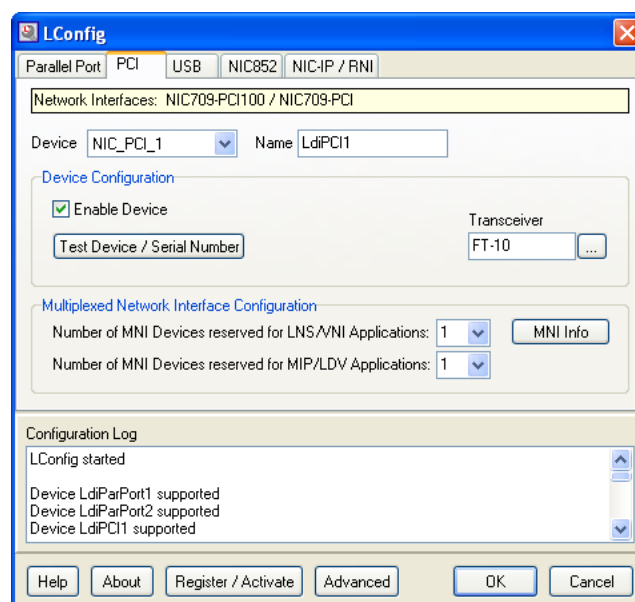 LConfig
Parallel Port PCI USB NIC852 NIC-IP / RNI
Network Interfaces: NIC709-PCI100 / NIC709-PCI
Device NIC_PCI_1 Name LdiPCI1
Device Configuration
Enable Device
Transceiver
Test Device / Serial Number FT-10 ...
Multiplexed Network Interface Configuration
Number of MNI Devices reserved for LNS/VNI Applications: 1 MNI Info
Number of MNI Devices reserved for MIP/LDV Applications: 1
Configuration Log
LConfig started
Device LdiParPort1 supported
Device LdiParPort2 supported
Device LdiPCI1 supported
Help About Register / Activate Advanced OK Cancel